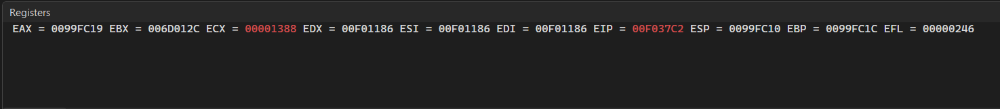 Registers
EAX = 0099FC19 EBX = 006D012C ECX = 00001388 EDX = 00F01186 ESI = 00F01186 EDI = 00F01186 EIP = 00F037C2 ESP = 0099FC10 EBP = 0099FC1C EFL = 00000246